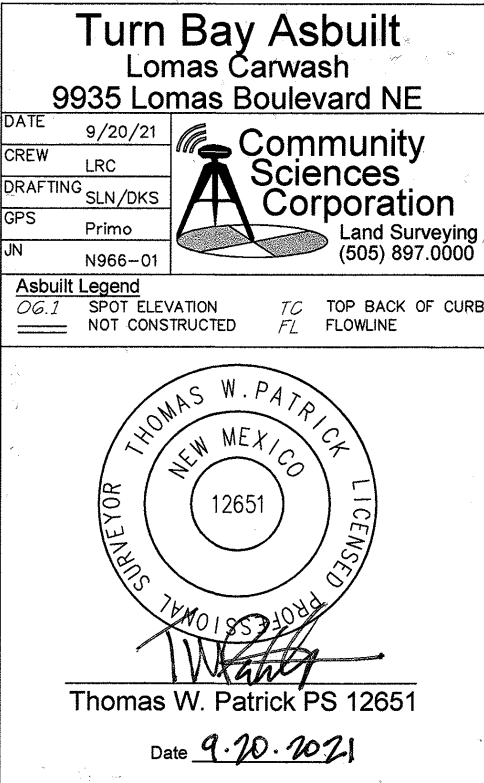 Turn Bay Asbuilt
Lomas Carwash
9935 Lomas Boulevard NE
DATE 9/20/21
CREW LRC
DRAFTING SLN/DKS
GPS Primo
JN N966-01
Community
Sciences
Corporation
Land Surveying
(505) 897.0000
Asbuilt Legend
OG.1 SPOT ELEVATION TC TOP BACK OF CURB
NOT CONSTRUCTED FL FLOWLINE
THOMAS W. PATRICK
LICENSED PROFESSIONAL SURVEYOR
NEW MEXICO
12651
Thomas W. Patrick PS 12651
Date 9.20.2021